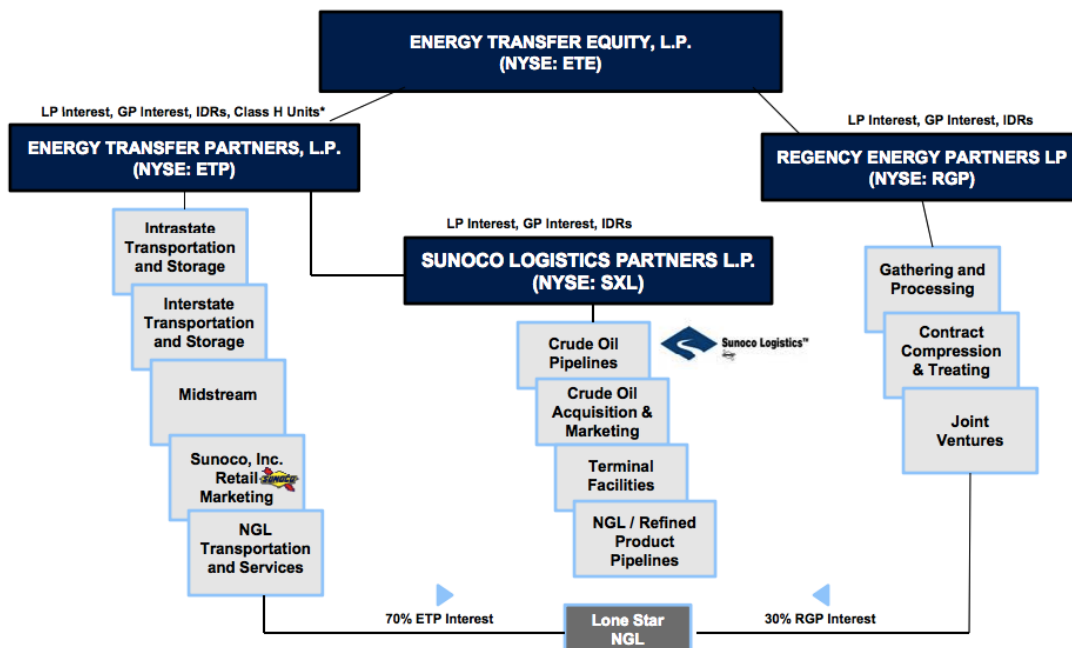 ENERGY TRANSFER EQUITY, L.P.
(NYSE: ETE)
LP Interest, GP Interest, IDRs, Class H Units*
ENERGY TRANSFER PARTNERS, L.P.
(NYSE: ETP)
LP Interest, GP Interest, IDRs
REGENCY ENERGY PARTNERS LP
(NYSE: RGP)
LP Interest, GP Interest, IDRs
SUNOCO LOGISTICS PARTNERS L.P.
(NYSE: SXL)
Intrastate
Transportation
and Storage
Interstate
Transportation
and Storage
Midstream
Sunoco, Inc.
Retail
Marketing
SUNOCO
NGL
Transportation
and Services
Crude Oil
Pipelines
Sunoco Logistics™
Crude Oil
Acquisition &
Marketing
Terminal
Facilities
NGL / Refined
Product
Pipelines
Gathering and
Processing
Contract
Compression
& Treating
Joint
Ventures
70% ETP Interest
Lone Star
NGL
30% RGP Interest